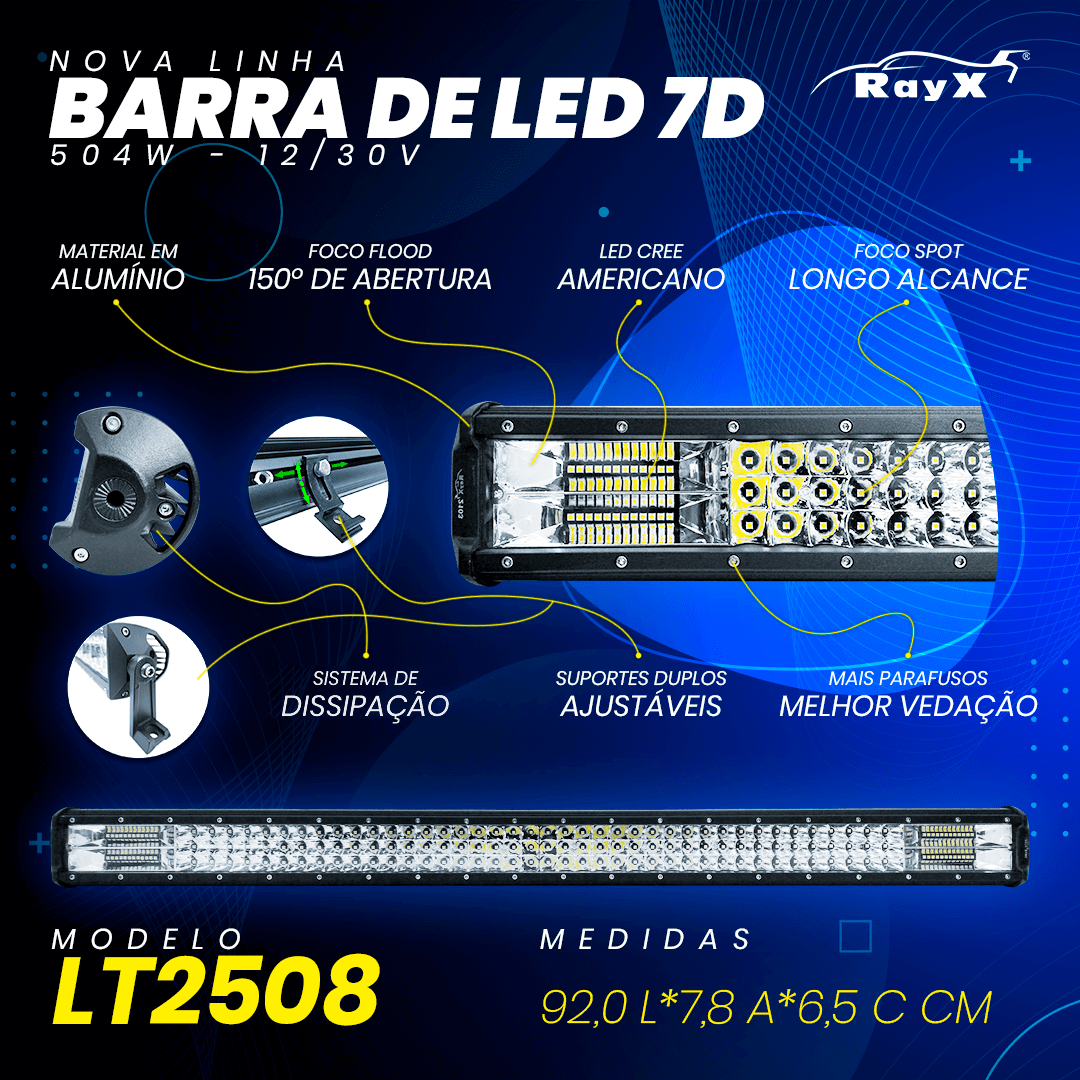 NOVA LINHA
BARRA DE LED 7D
504W - 12/30V
RayX®
MATERIAL EM
ALUMÍNIO
FOCO FLOOD
150º DE ABERTURA
LED CREE
AMERICANO
FOCO SPOT
LONGO ALCANCE
SISTEMA DE
DISSIPAÇÃO
SUPORTES DUPLOS
AJUSTÁVEIS
MAIS PARAFUSOS
MELHOR VEDAÇÃO
MODELO
LT2508
MEDIDAS
92,0 L*7,8 A*6,5 C CM